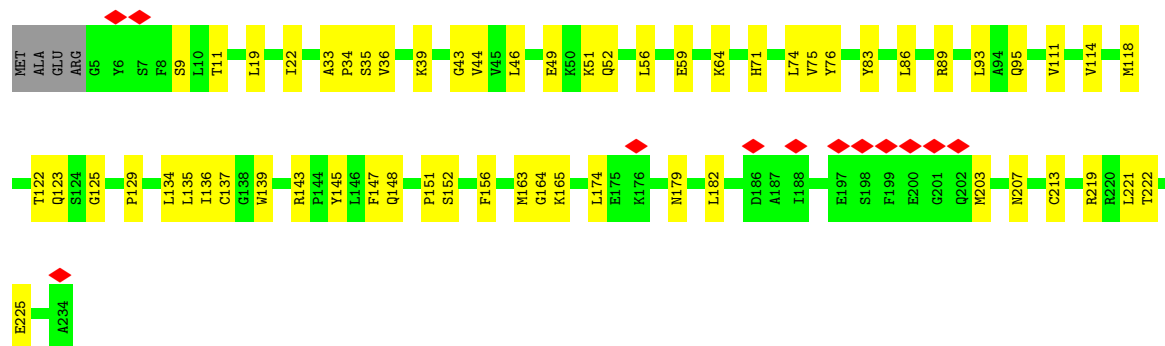 MET ALA GLU ARG G5 Y6 S7 F8 S9 L10 T11 L19 I22 A33 P34 S35 V36 K39 G43 V44 V45 L46 E49 K50 K51 Q52 L56 E59 K64 H71 L74 V75 Y76 Y83 L86 R89 L93 A94 Q95 V111 V114 M118
T122 Q123 S124 G125 P129 L134 L135 I136 C137 G138 W139 R143 P144 Y145 L146 F147 Q148 P151 S152 F156 M163 G164 K165 L174 E175 K176 N179 L182 D186 A187 I188 E197 S198 F199 E200 G201 Q202 M203 N207 C213 R219 R220 L221 T222
E225 A234